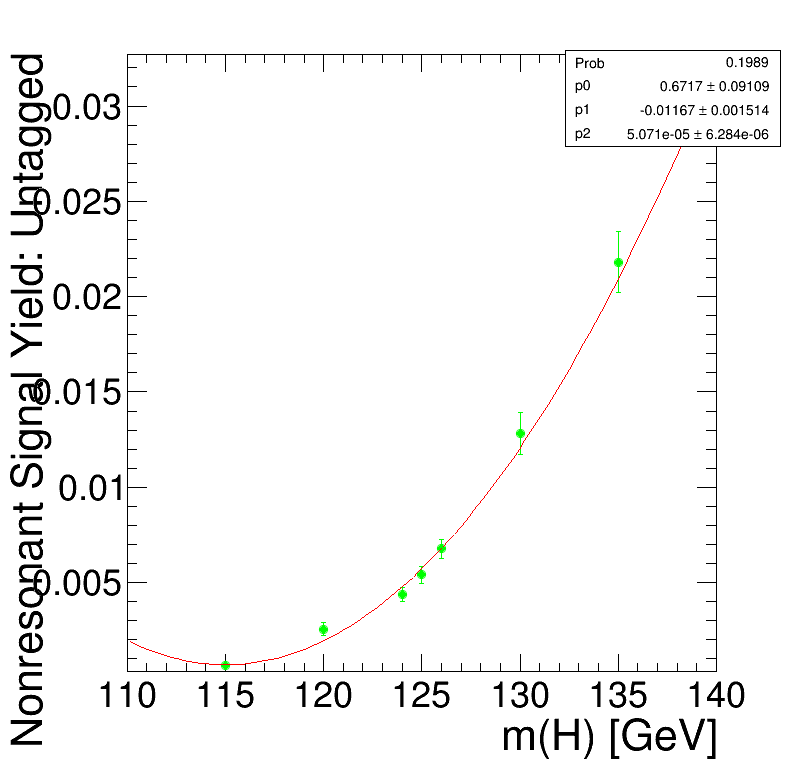 Nonresonant Signal Yield: Untagged
Prob 0.1989
p0 0.6717 ± 0.09109
p1 -0.01167 ± 0.001514
p2 5.071e-05 ± 6.284e-06
0.03
0.025
0.02
0.015
0.01
0.005
110 115 120 125 130 135 140
m(H) [GeV]